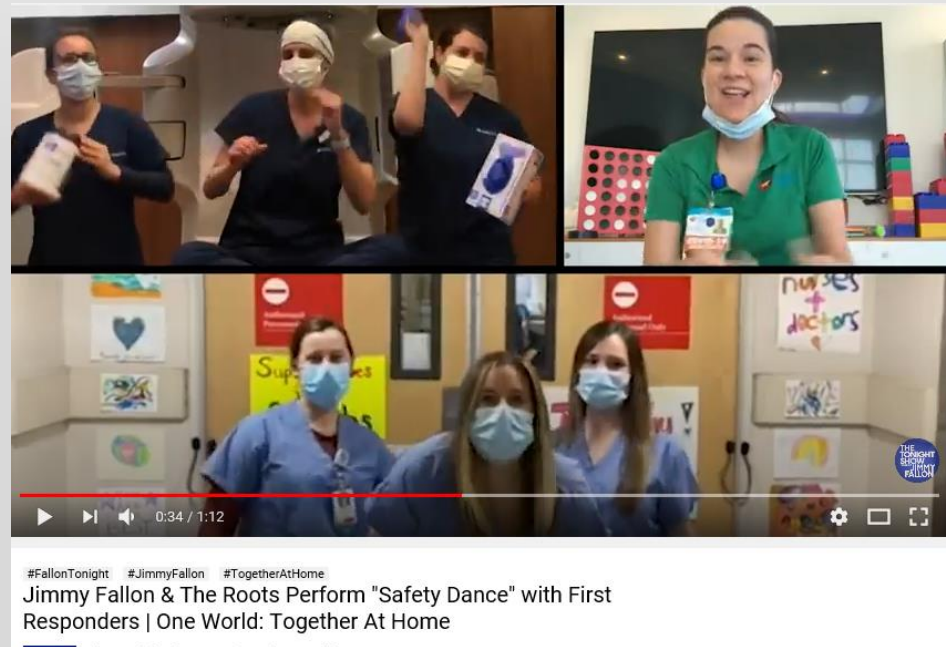 nurses
+
doctors
THE
TONIGHT
SHOW
JIMMY
FALLON
0:34 / 1:12
#FallonTonight #JimmyFallon #TogetherAtHome
Jimmy Fallon & The Roots Perform "Safety Dance" with First
Responders | One World: Together At Home